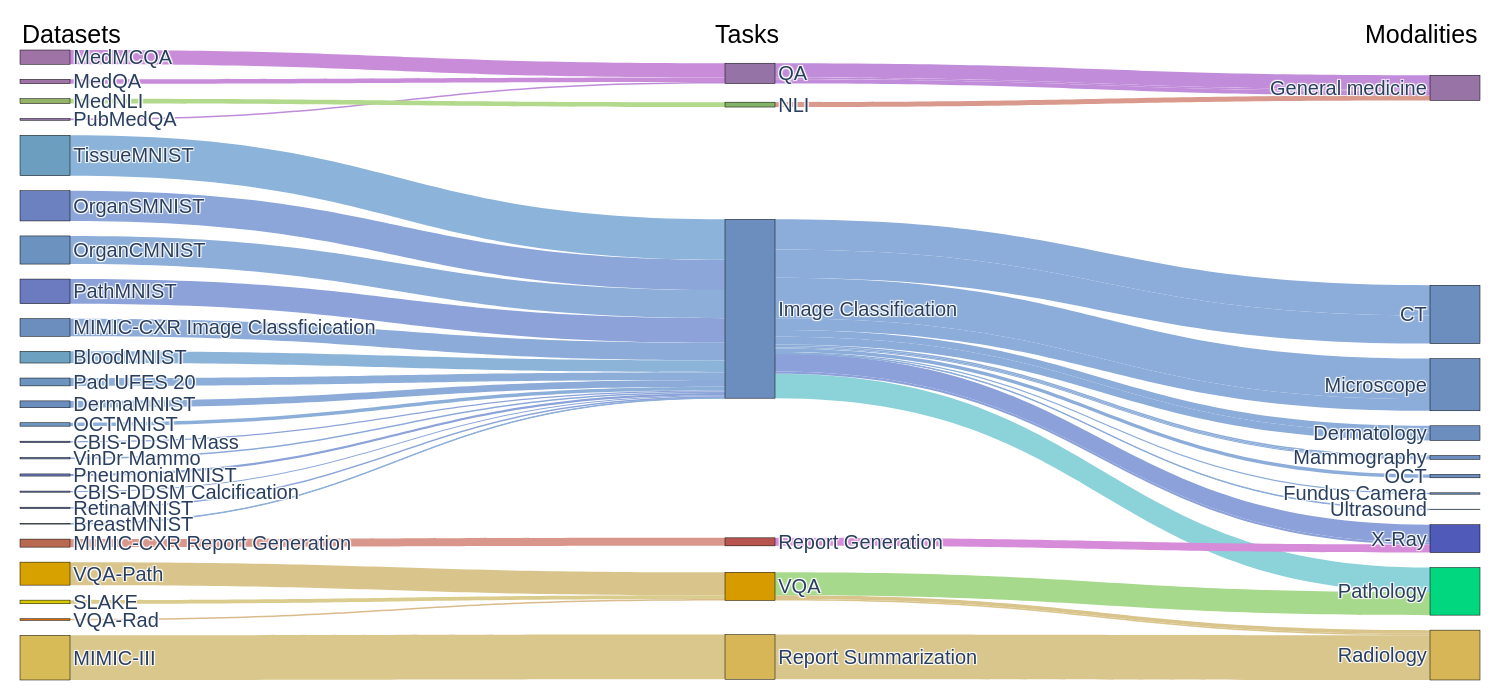 Datasets
Tasks
Modalities
MedMCQA
MedQA
MedNLI
PubMedQA
TissueMNIST
OrganSMNIST
OrganCMNIST
PathMNIST
MIMIC-CXR Image Classficication
BloodMNIST
Pad UFES 20
DermaMNIST
OCTMNIST
CBIS-DDSM Mass
VinDr Mammo
PneumoniaMNIST
CBIS-DDSM Calcification
RetinaMNIST
BreastMNIST
MIMIC-CXR Report Generation
VQA-Path
SLAKE
VQA-Rad
MIMIC-III
QA
NLI
Image Classification
Report Generation
VQA
Report Summarization
General medicine
CT
Microscope
Dermatology
Mammography
OCT
Fundus Camera
Ultrasound
X-Ray
Pathology
Radiology